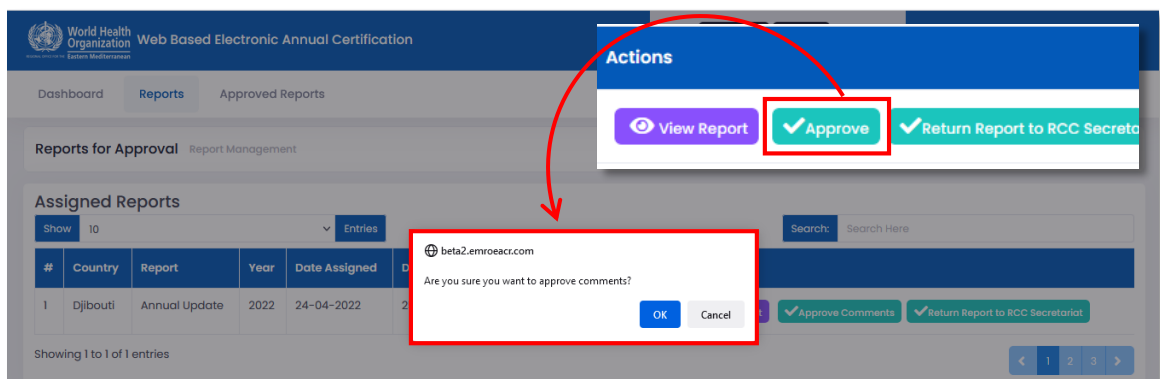 World Health
Organization
Eastern Mediterranean
Web Based Electronic Annual Certification
Actions
View Report
Approve
Return Report to RCC Secreta
Dashboard
Reports
Approved Reports
Reports for Approval Report Management
Assigned Reports
Show 10 Entries
Search: Search Here
# Country Report Year Date Assigned D
1 Djibouti Annual Update 2022 24-04-2022 2
t
Approve Comments
Return Report to RCC Secretariat
beta2.emroeacr.com
Are you sure you want to approve comments?
OK Cancel
Showing 1 to 1 of 1 entries
< 1 2 3 >